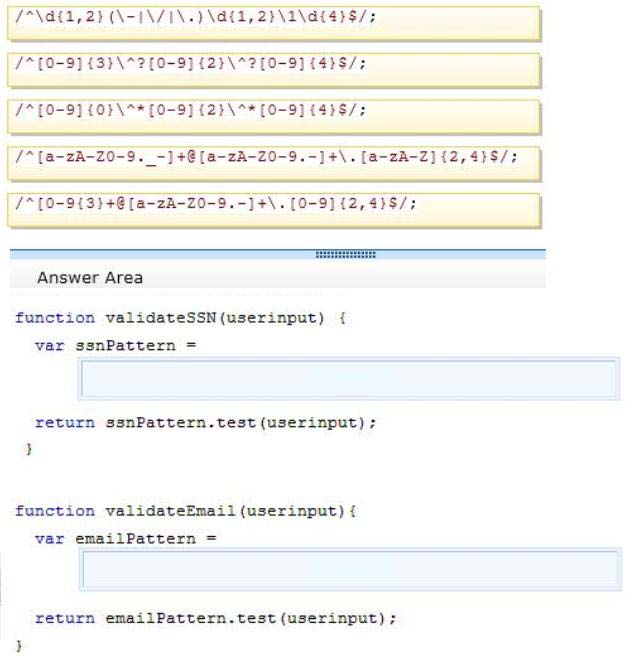 /^\d{1,2}(\-|\/|\.)\d{1,2}\1\d{4}$/;
/^[0-9]{3}\^?[0-9]{2}\^?[0-9]{4}$/;
/^[0-9]{0}\^*[0-9]{2}\^*[0-9]{4}$/;
/^[a-zA-Z0-9._-]+@[a-zA-Z0-9.-]+\.[a-zA-Z]{2,4}$/;
/^[0-9{3}+@[a-zA-Z0-9.-]+\.[0-9]{2,4}$/;
Answer Area
function validateSSN(userinput) {
var ssnPattern =
return ssnPattern.test(userinput);
}
function validateEmail(userinput){
var emailPattern =
return emailPattern.test(userinput);
}